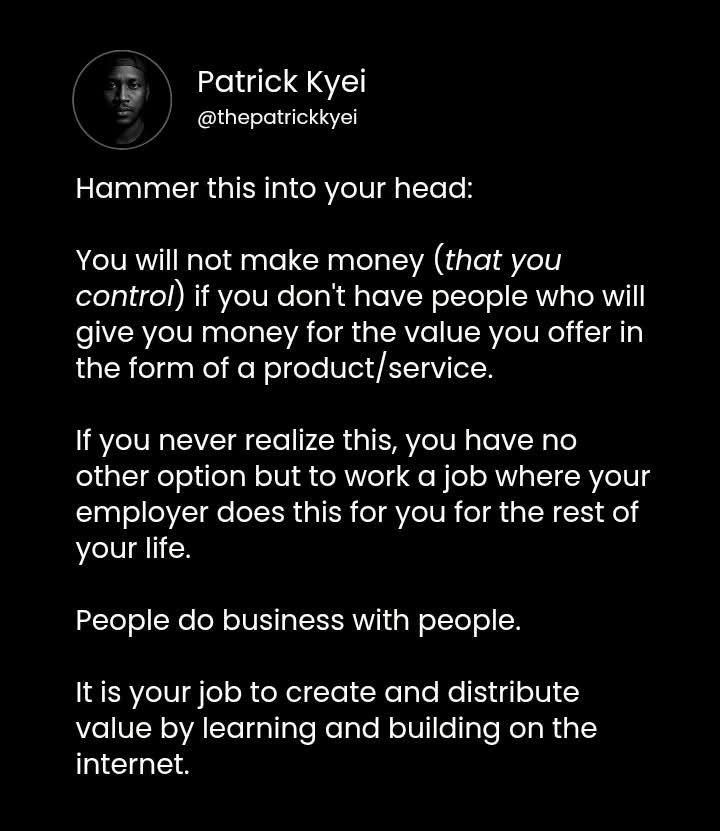 Patrick Kyei
@thepatrickkyei
Hammer this into your head:
You will not make money (that you
control) if you don't have people who will
give you money for the value you offer in
the form of a product/service.
If you never realize this, you have no
other option but to work a job where your
employer does this for you for the rest of
your life.
People do business with people.
It is your job to create and distribute
value by learning and building on the
internet.